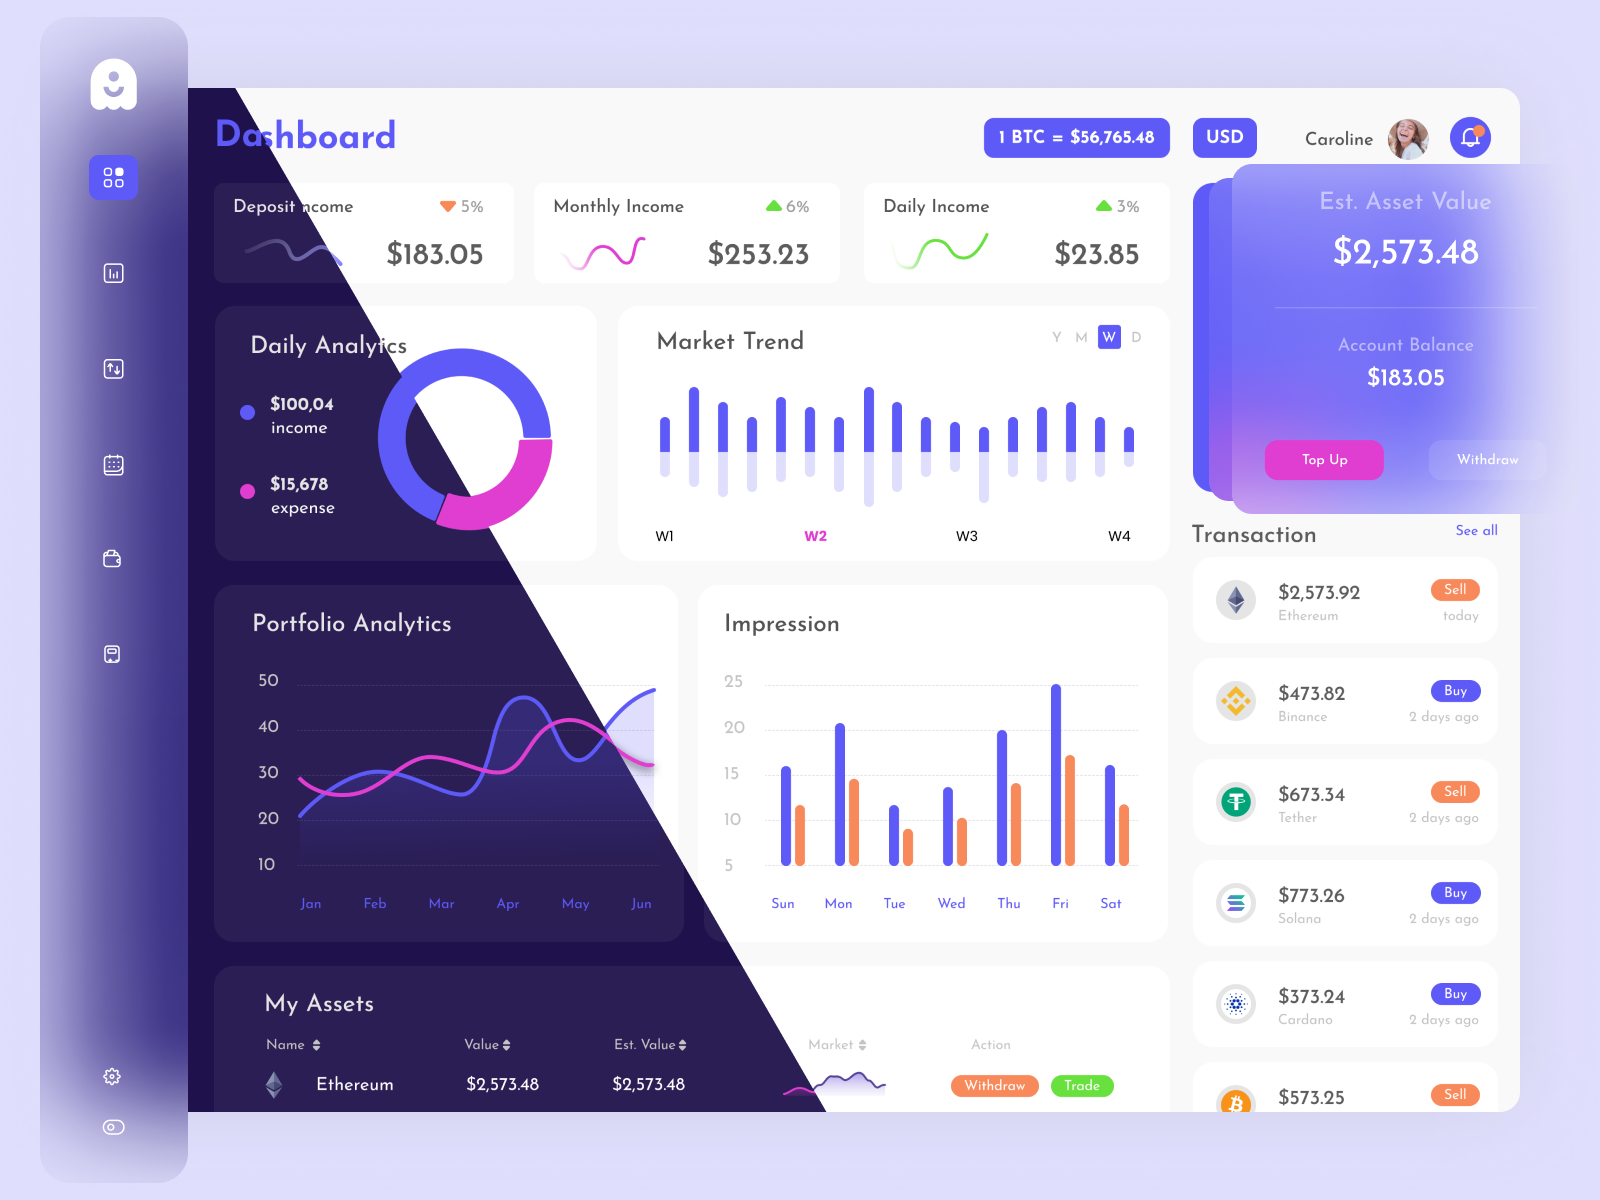 Dashboard
1 BTC = $56,765.48
USD
Caroline
Deposit ncome
5%
$183.05
Monthly Income
6%
$253.23
Daily Income
3%
$23.85
Est. Asset Value
$2,573.48
Account Balance
$183.05
Top Up
Withdraw
Daily Analytics
$100,04
income
$15,678
expense
Market Trend
Y M W D
W1 W2 W3 W4
Transaction
See all
$2,573.92
Sell
Ethereum
today
$473.82
Buy
Binance
2 days ago
$673.34
Sell
Tether
2 days ago
$773.26
Buy
Solana
2 days ago
$373.24
Buy
Cardano
2 days ago
$573.25
Sell
Portfolio Analytics
50
40
30
20
10
Jan Feb Mar Apr May Jun
Impression
25
20
15
10
5
Sun Mon Tue Wed Thu Fri Sat
My Assets
Name Value Est. Value Market Action
Ethereum $2,573.48 $2,573.48 Withdraw Trade